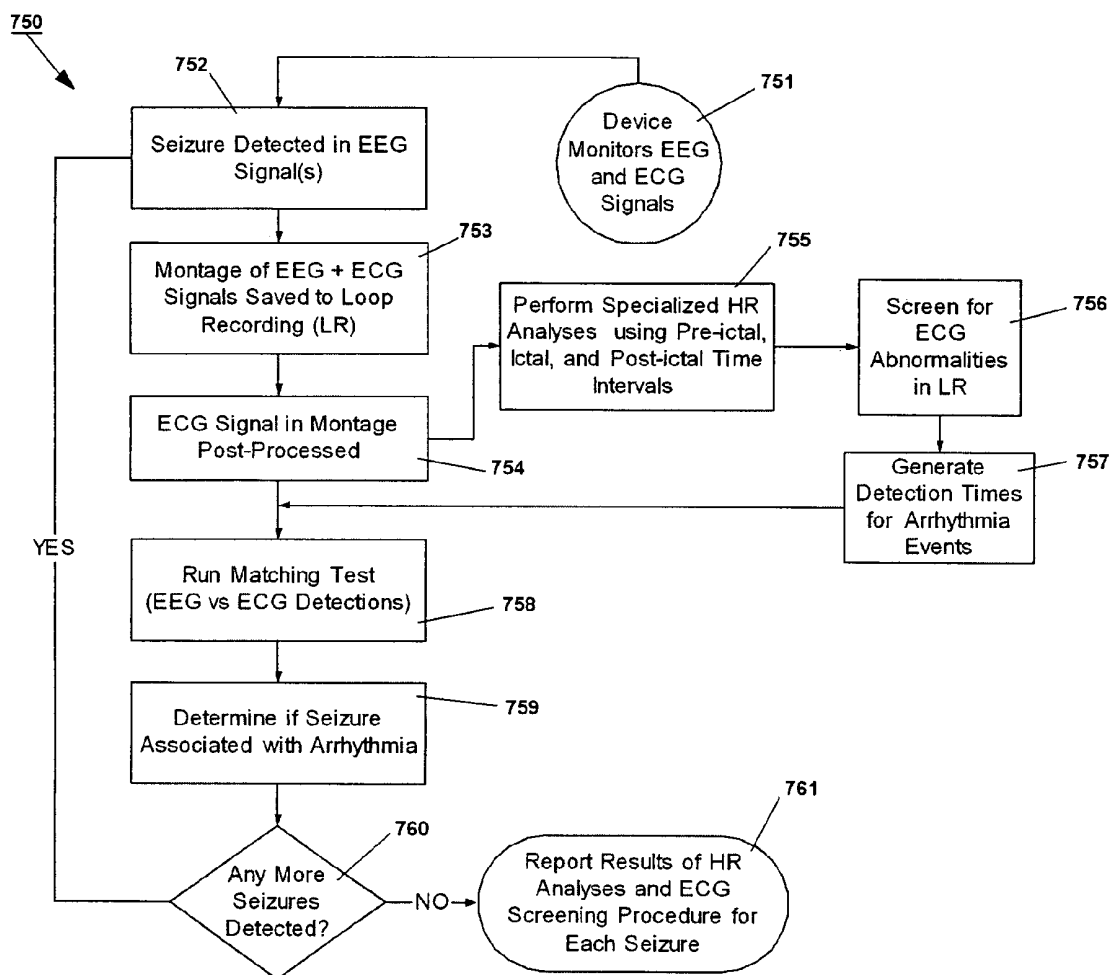 750
752
751
Seizure Detected in EEG
Signal(s)
Device
Monitors EEG
and ECG
Signals
753
Montage of EEG + ECG
Signals Saved to Loop
Recording (LR)
755
Perform Specialized HR
Analyses using Pre-ictal,
Ictal, and Post-ictal Time
Intervals
756
Screen for
ECG
Abnormalities
in LR
ECG Signal in Montage
Post-Processed
754
757
Generate
Detection Times
for Arrhythmia
Events
YES
Run Matching Test
(EEG vs ECG Detections)
758
759
Determine if Seizure
Associated with Arrhythmia
760
Any More
Seizures
Detected?
NO
761
Report Results of HR
Analyses and ECG
Screening Procedure for
Each Seizure